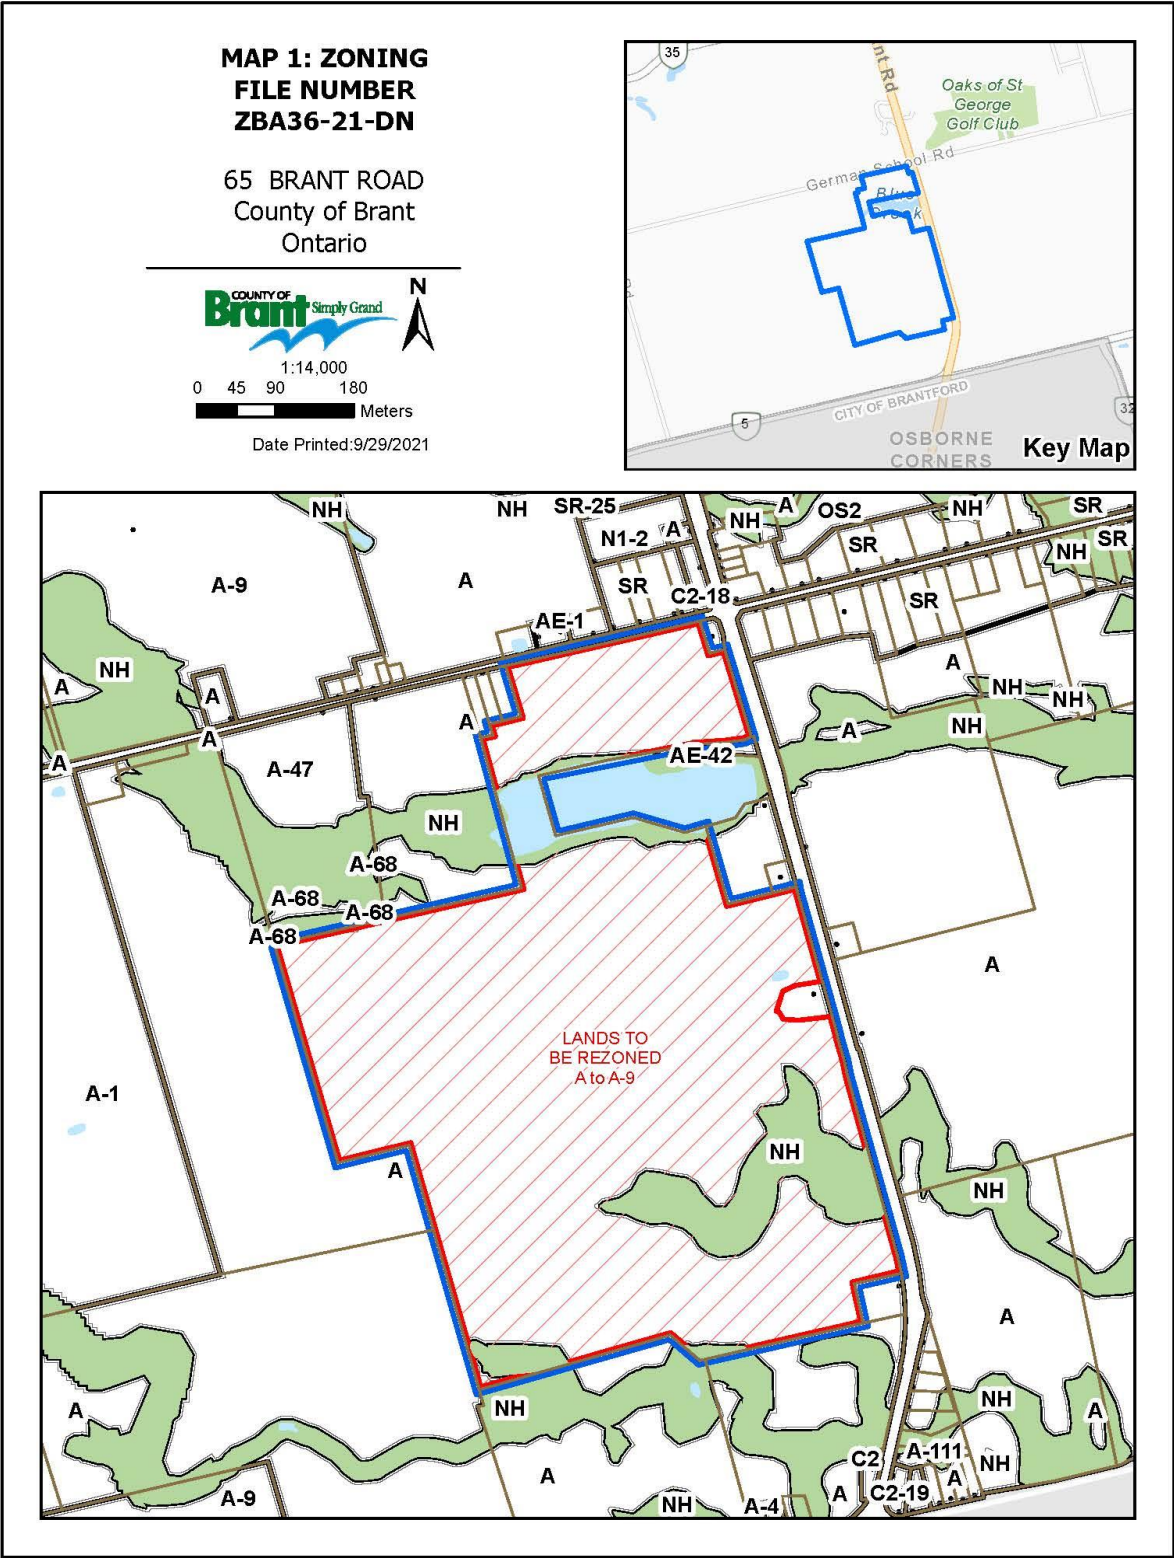 MAP 1: ZONING
FILE NUMBER
ZBA36-21-DN
65 BRANT ROAD
County of Brant
Ontario
COUNTY OF
Brant Simply Grand
N
1:14,000
0 45 90 180
Meters
Date Printed:9/29/2021
35
nt Rd
Oaks of St
George
Golf Club
German School Rd
Blue
5
CITY OF BRANTFORD
32
OSBORNE
CORNERS
Key Map
NH
NH
SR-25
A
NH
A
OS2
NH
SR
N1-2
SR
SR
NH
A-9
A
SR
C2-18
SR
AE-1
NH
A
A
A
NH
NH
A
A
A
NH
A
A-47
AE-42
NH
A-68
A-68
A-68
A-68
A
LANDS TO
BE REZONED
A to A-9
A-1
NH
A
NH
A
A
NH
NH
A
C2
A-111
NH
A
A
A-9
NH
A-4
A
C2-19